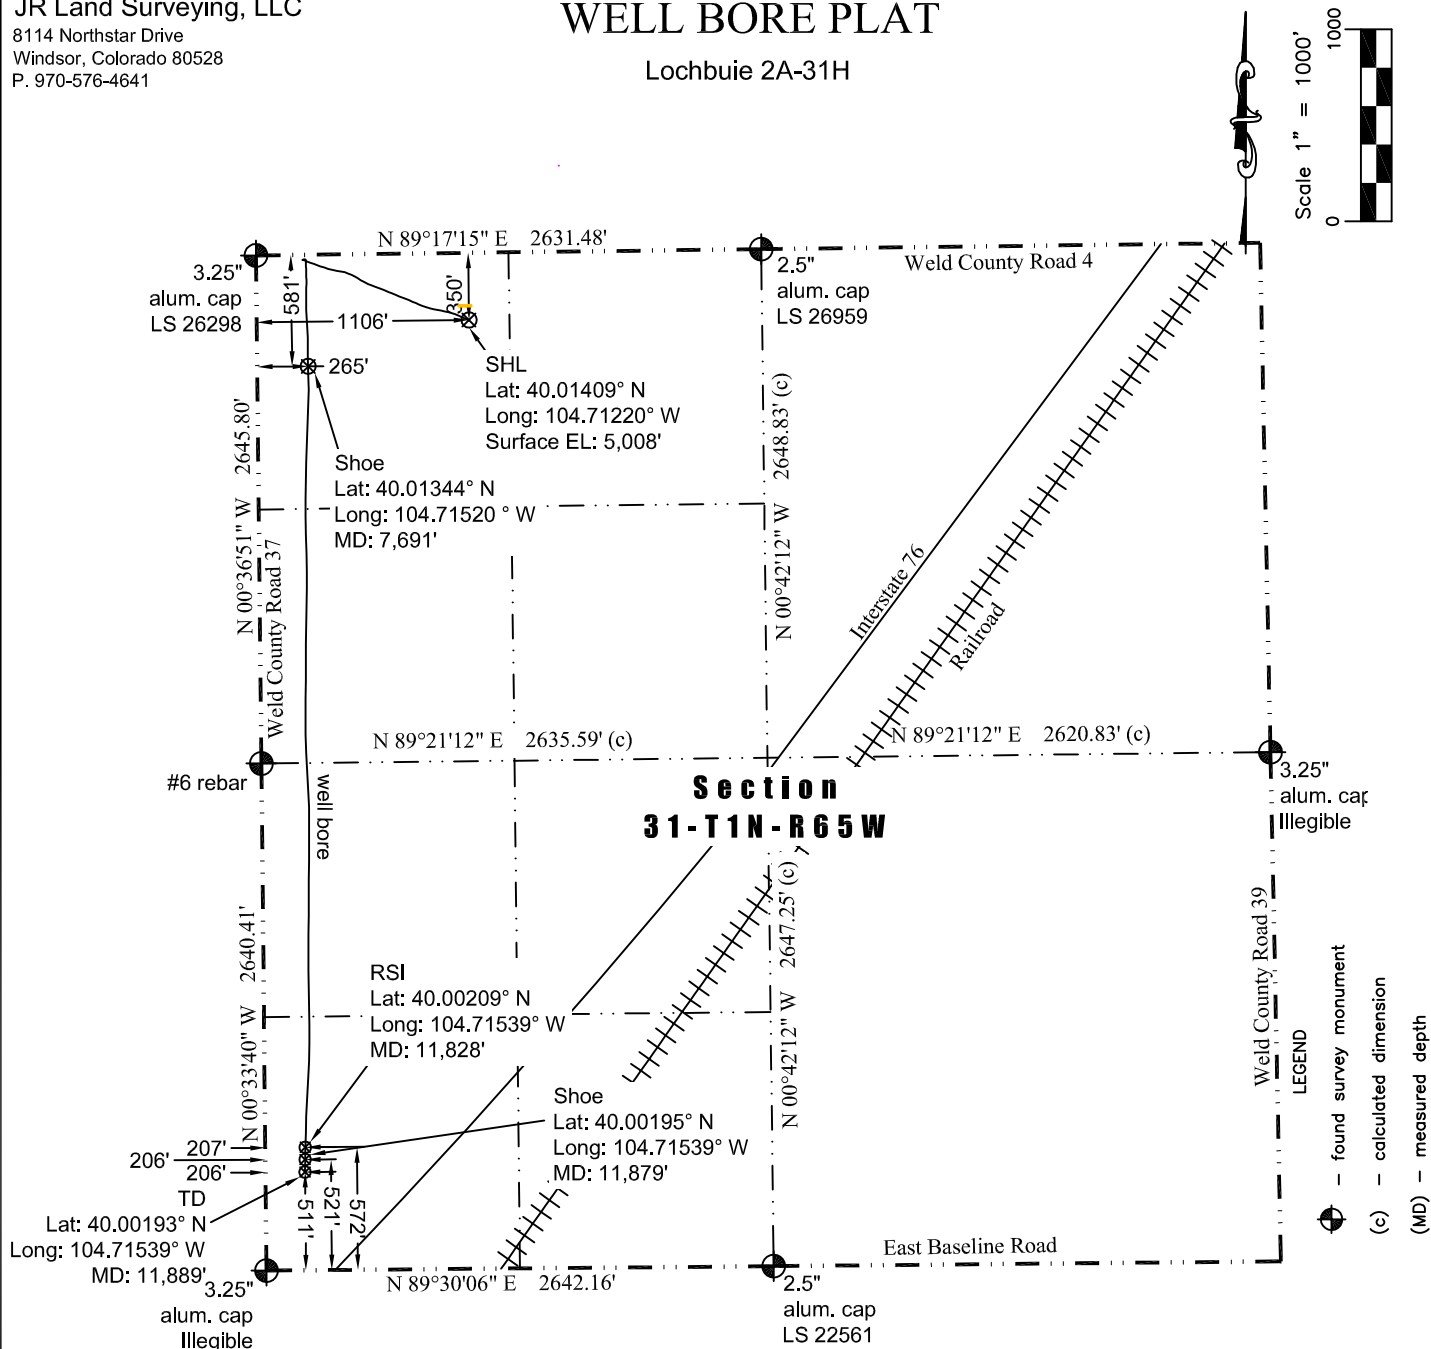 JR Land Surveying, LLC
8114 Northstar Drive
Windsor, Colorado 80528
P. 970-576-4641
WELL BORE PLAT
Lochbuie 2A-31H
Scale 1" = 1000'
0
1000
N 89°17'15" E 2631.48'
3.25"
alum. cap
LS 26298
581'
1106'
350'
265'
2.5"
alum. cap
LS 26959
Weld County Road 4
SHL
Lat: 40.01409° N
Long: 104.71220° W
Surface EL: 5,008'
Shoe
Lat: 40.01344° N
Long: 104.71520 ° W
MD: 7,691'
N 00°36'51" W 2645.80'
Weld County Road 37
N 00°42'12" W 2648.83' (c)
Interstate 76
Railroad
N 89°21'12" E 2635.59' (c)
N 89°21'12" E 2620.83' (c)
#6 rebar
well bore
Section
31-T1N-R65W
3.25"
alum. cap
Illegible
N 00°33'40" W 2640.41'
N 00°42'12" W 2647.25' (c)
Weld County Road 39
RSI
Lat: 40.00209° N
Long: 104.71539° W
MD: 11,828'
Shoe
Lat: 40.00195° N
Long: 104.71539° W
MD: 11,879'
207'
206'
206'
TD
Lat: 40.00193° N
Long: 104.71539° W
MD: 11,889'
511'
521'
572'
3.25"
alum. cap
Illegible
N 89°30'06" E 2642.16'
East Baseline Road
2.5"
alum. cap
LS 22561
LEGEND
– found survey monument
(c) – calculated dimension
(MD) – measured depth